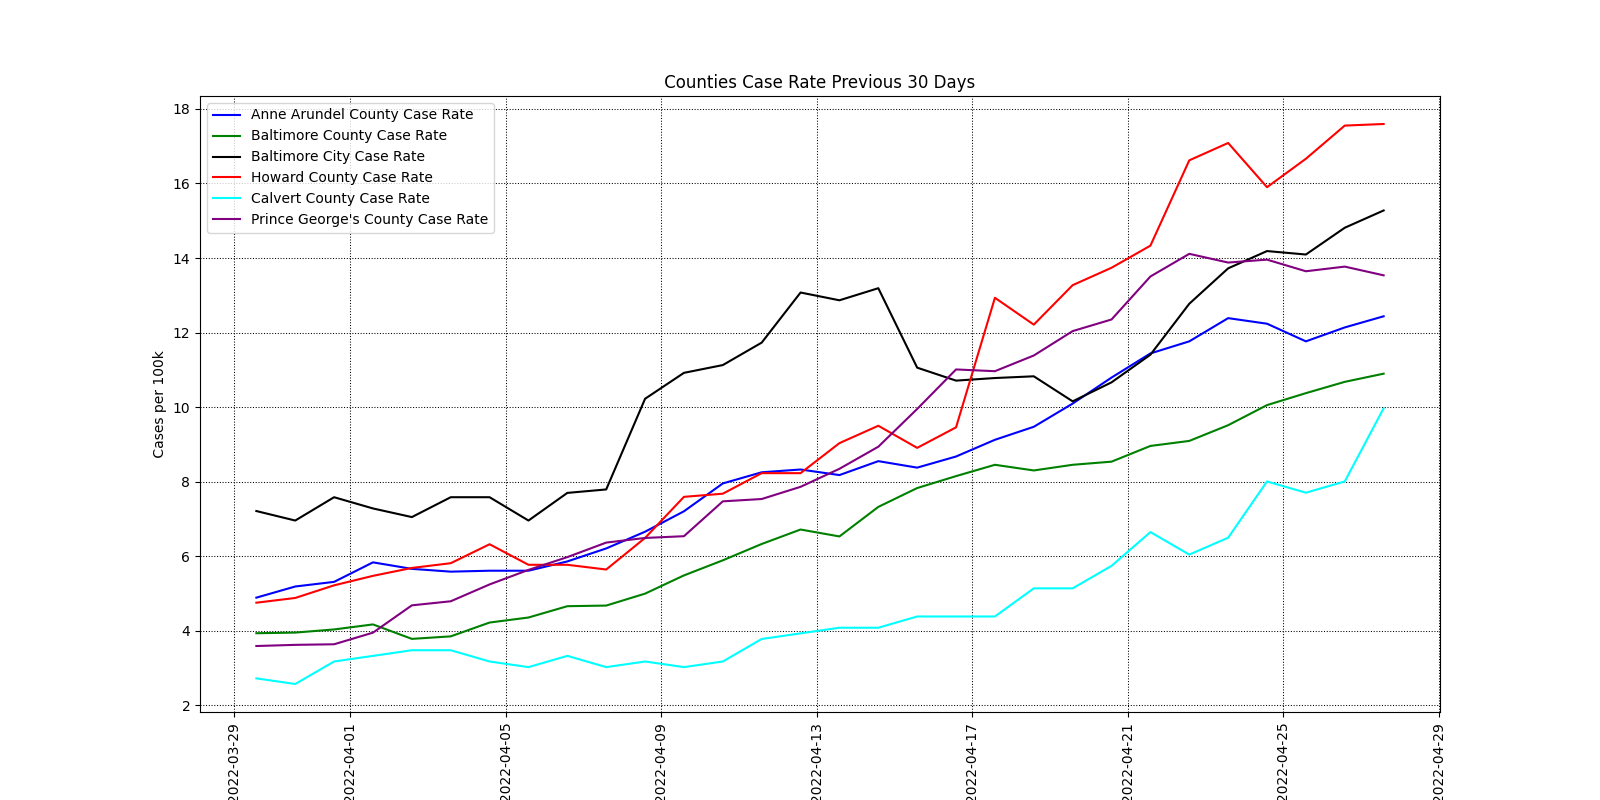 Counties Case Rate Previous 30 Days
Anne Arundel County Case Rate
Baltimore County Case Rate
Baltimore City Case Rate
Howard County Case Rate
Calvert County Case Rate
Prince George's County Case Rate
Cases per 100k
18
16
14
12
10
8
6
4
2
2022-03-29
2022-04-01
2022-04-05
2022-04-09
2022-04-13
2022-04-17
2022-04-21
2022-04-25
2022-04-29